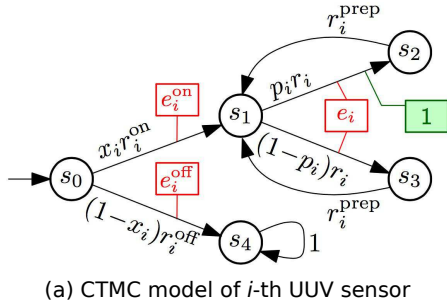 r_i^prep
s_2
e_i^on
p_i r_i
s_1
e_i
1
x_i r_i^on
s_0
e_i^off
(1−p_i)r_i
s_3
(1−x_i)r_i^off
r_i^prep
s_4
1
(a) CTMC model of i-th UUV sensor